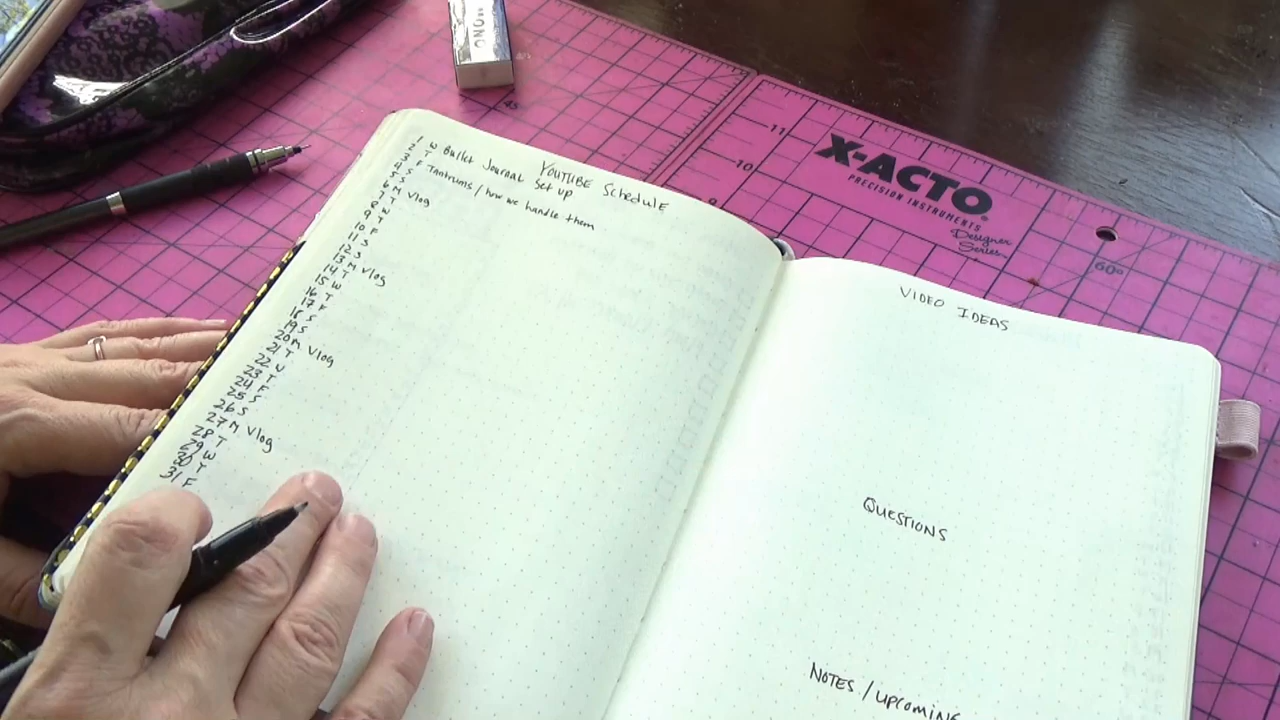 YOUTUBE Schedule
1 W Bullet Journal Set up
2 T
3 F Tantrums / how we handle them
4 S
5 S
6 M Vlog
7 T
8 W
9 T
10 F
11 S
12 S
13 M Vlog
14 T
15 W
16 T
17 F
18 S
19 S
20 M Vlog
21 T
22 W
23 T
24 F
25 S
26 S
27 M Vlog
28 T
29 W
30 T
31 F
VIDEO IDEAS
QUESTIONS
NOTES / UPCOMING
MONO
45
11
10
9
X-ACTO®
PRECISION INSTRUMENTS
Designer
Series™
60°